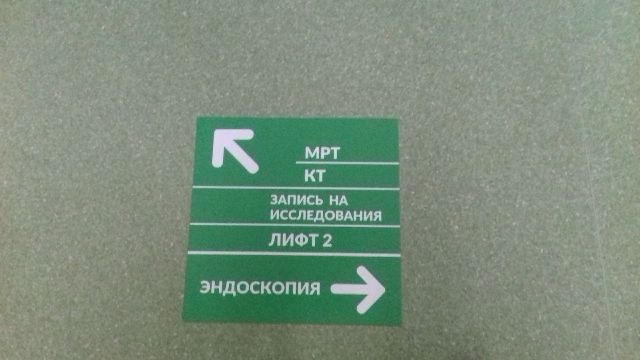 МРТ
КТ
ЗАПИСЬ НА
ИССЛЕДОВАНИЯ
ЛИФТ 2
ЭНДОСКОПИЯ